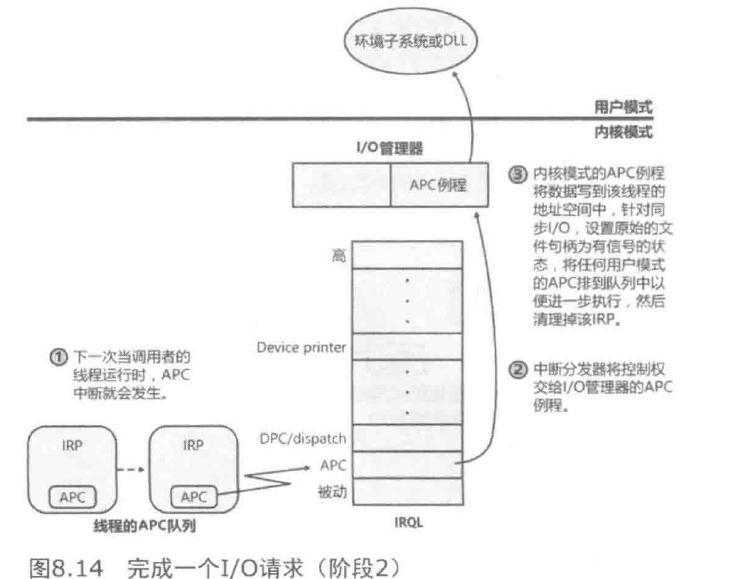 环境子系统或DLL
用户模式
内核模式
I/O管理器
APC例程
③ 内核模式的APC例程
将数据写到该线程的
地址空间中，针对同
步I/O，设置原始的文
件句柄为有信号的状
态，将任何用户模式
的APC排到队列中以
便进一步执行，然后
清理掉该IRP。
高
Device printer
① 下一次当调用者的
线程运行时，APC
中断就会发生。
② 中断分发器将控制权
交给I/O管理器的APC
例程。
DPC/dispatch
IRP
IRP
APC
APC
APC
被动
线程的APC队列
IRQL
图8.14 完成一个I/O请求（阶段2）